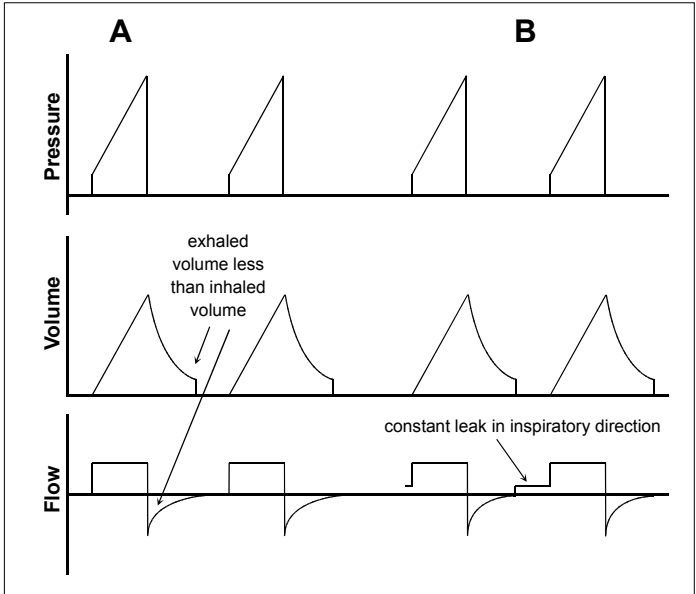 A
B
Pressure
exhaled
volume less
than inhaled
volume
Volume
constant leak in inspiratory direction
Flow